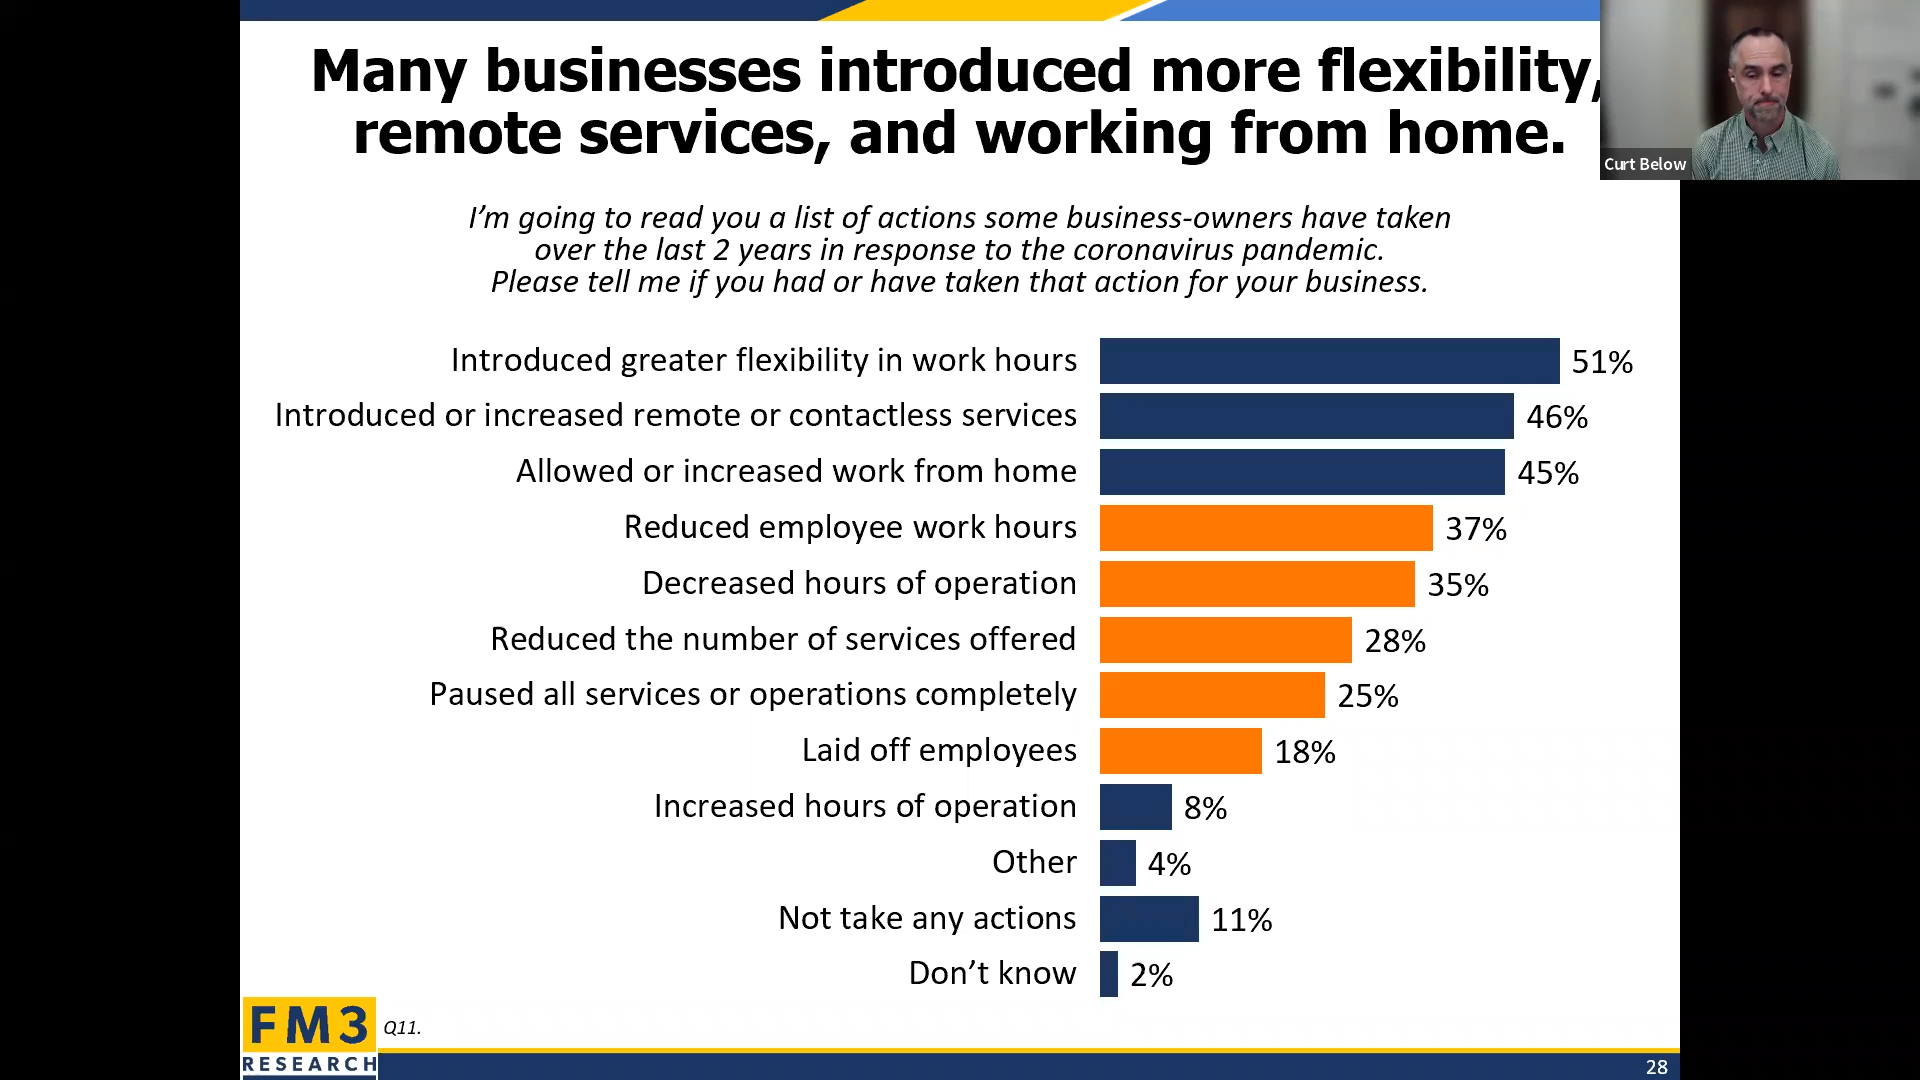 Many businesses introduced more flexibility,
remote services, and working from home.
Curt Below
I’m going to read you a list of actions some business-owners have taken
over the last 2 years in response to the coronavirus pandemic.
Please tell me if you had or have taken that action for your business.
Introduced greater flexibility in work hours 51%
Introduced or increased remote or contactless services 46%
Allowed or increased work from home 45%
Reduced employee work hours 37%
Decreased hours of operation 35%
Reduced the number of services offered 28%
Paused all services or operations completely 25%
Laid off employees 18%
Increased hours of operation 8%
Other 4%
Not take any actions 11%
Don’t know 2%
FM3
RESEARCH
Q11.
28